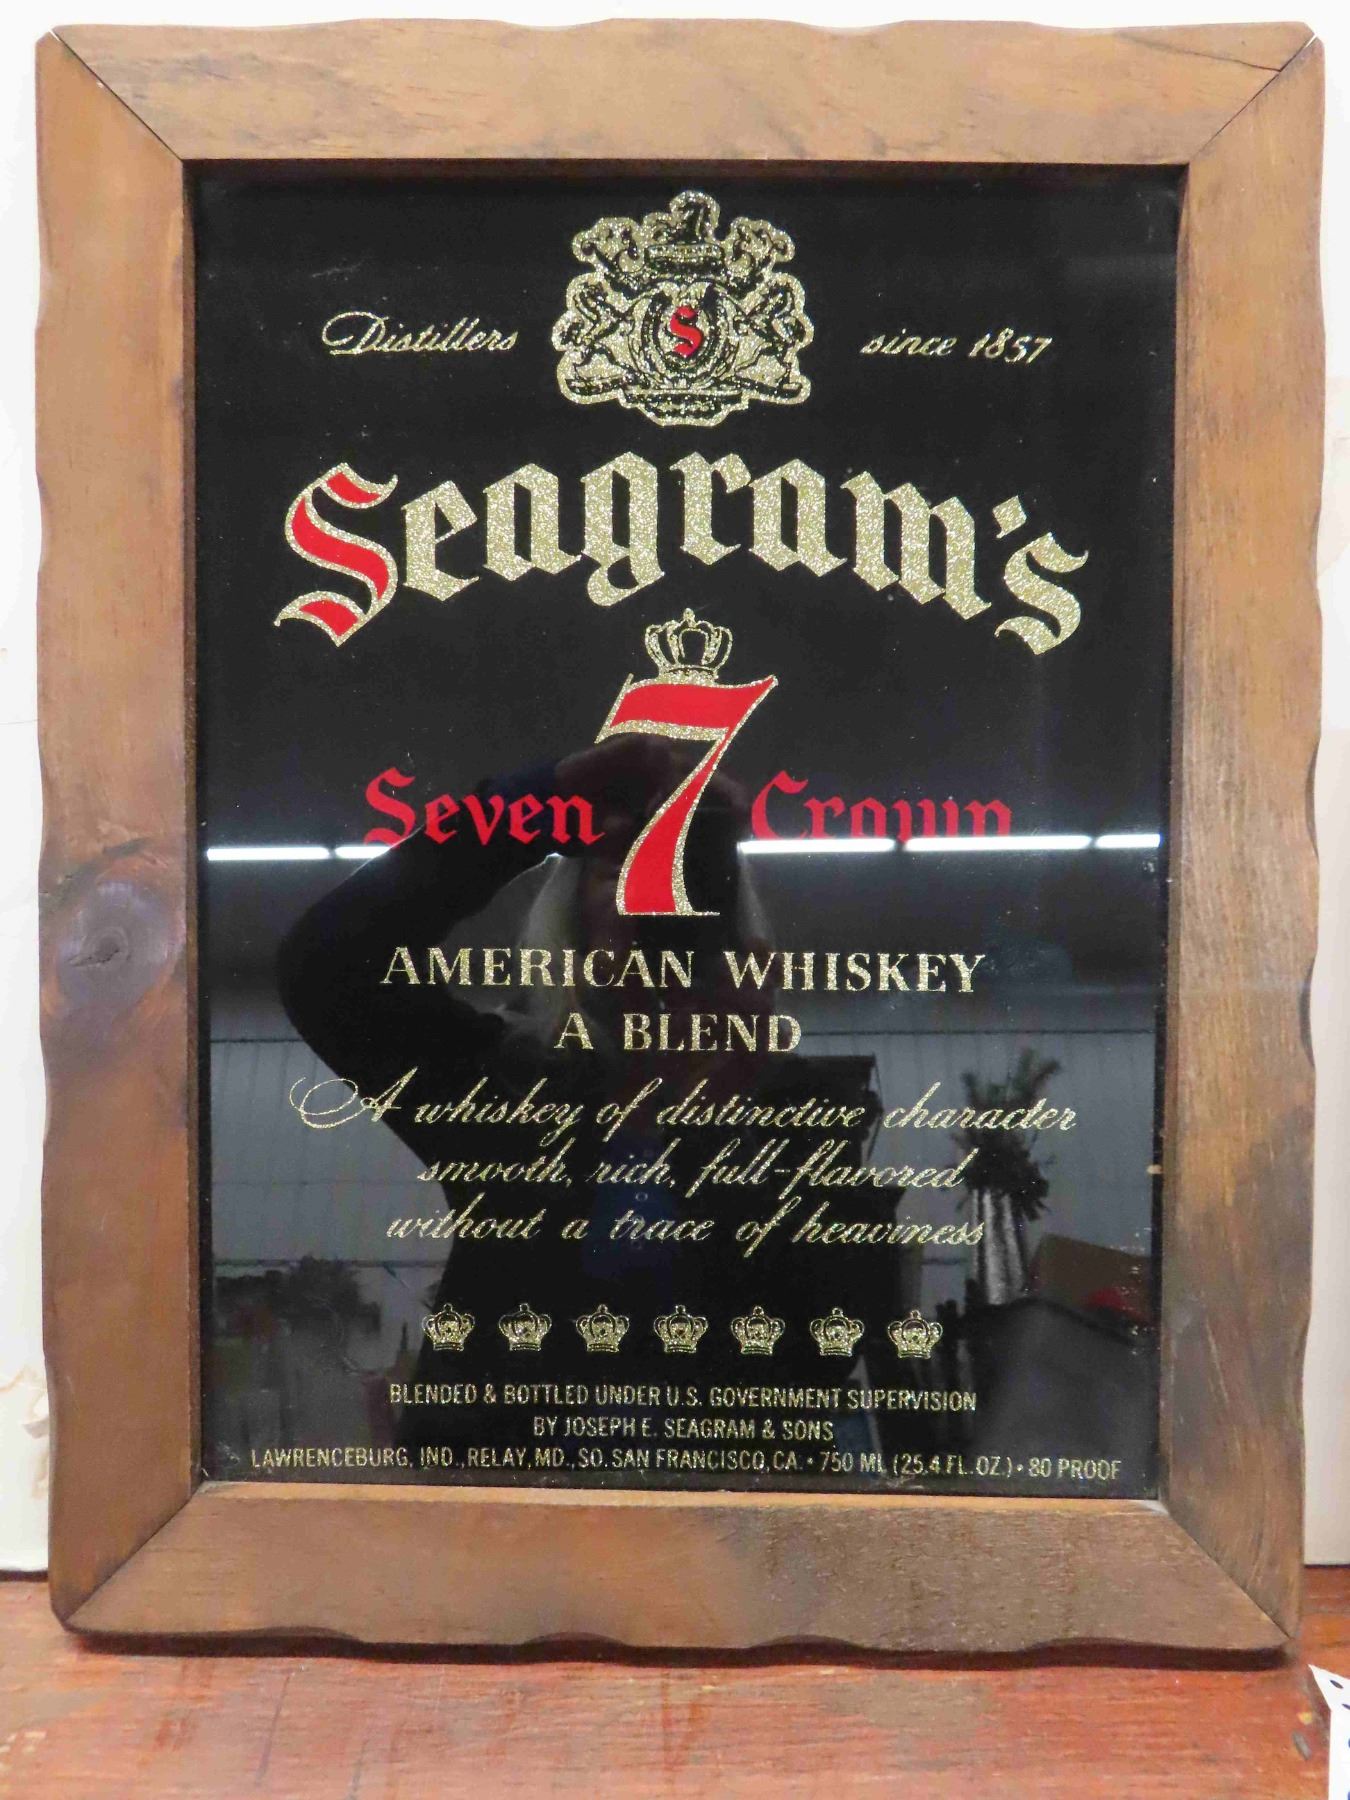 Distillers S since 1857
Seagram's
7
Seven Crown
AMERICAN WHISKEY
A BLEND
A whiskey of distinctive character
smooth, rich, full-flavored
without a trace of heaviness
BLENDED & BOTTLED UNDER U.S. GOVERNMENT SUPERVISION
BY JOSEPH E. SEAGRAM & SONS
LAWRENCEBURG, IND., RELAY, MD., SO. SAN FRANCISCO, CA. • 750 ML (25.4 FL. OZ.) • 80 PROOF